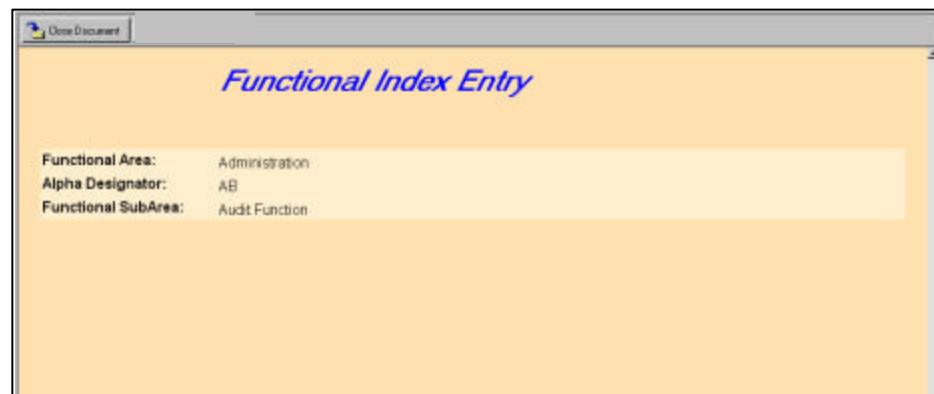 Close Document
Functional Index Entry
Functional Area: Administration
Alpha Designator: AB
Functional SubArea: Audit Function